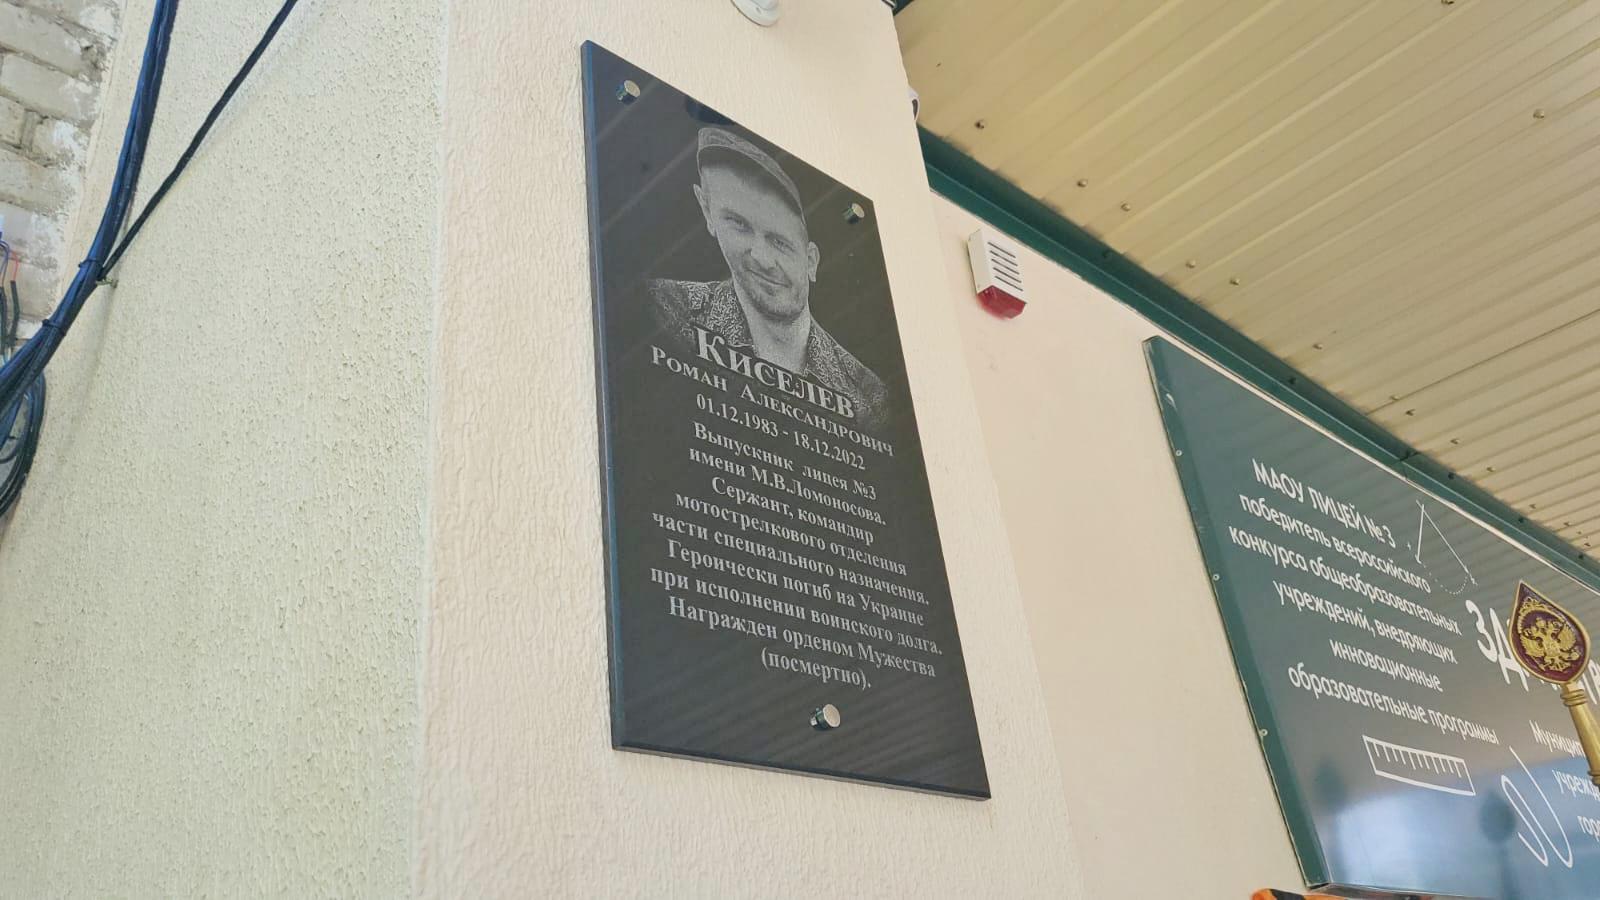 Киселев
Роман Александрович
01.12.1983 - 18.12.2022
Выпускник лицея №3
имени М.В.Ломоносова.
Сержант, командир
мотострелкового отделения
части специального назначения.
Героически погиб на Украине
при исполнении воинского долга.
Награжден орденом Мужества
(посмертно).
МАОУ ЛИЦЕЙ № 3
победитель всероссийского
конкурса общеобразовательных
учреждений, внедряющих
инновационные
образовательные программы